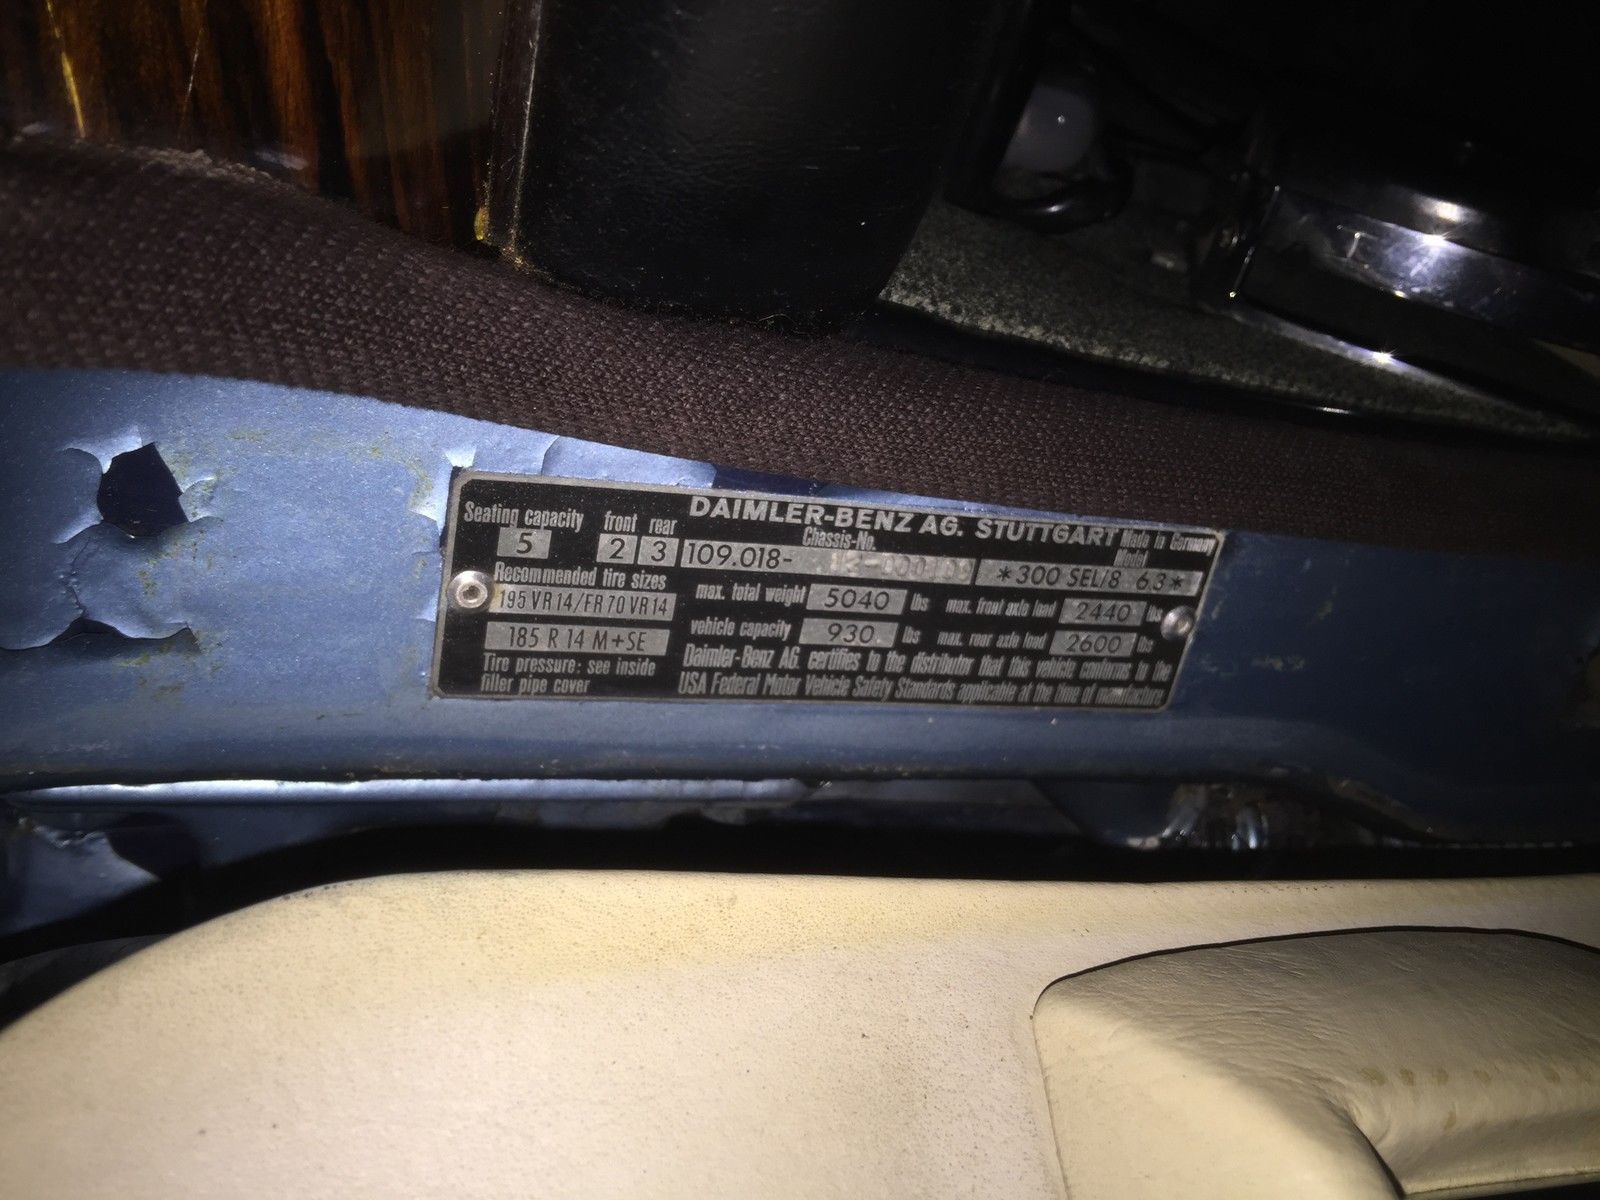 DAIMLER-BENZ AG. STUTTGART Made in Germany
Seating capacity front rear Chassis-No. Model
5 2 3 109.018- *300 SEL/8 6,3*
Recommended tire sizes
195 VR 14/FR 70 VR 14
185 R 14 M+SE
Tire pressure: see inside
filler pipe cover
max. total weight 5040 lbs max. front axle load 2440 lbs
vehicle capacity 930 lbs max. rear axle load 2600 lbs
Daimler-Benz AG. certifies to the distributor that this vehicle conforms to the
USA Federal Motor Vehicle Safety Standards applicable at the time of manufacture